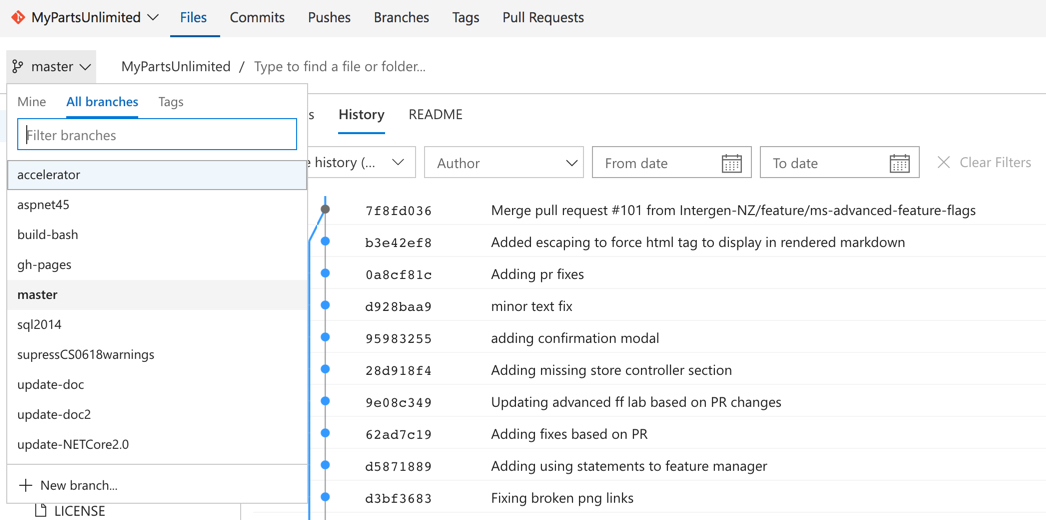 MyPartsUnlimited Files Commits Pushes Branches Tags Pull Requests
master MyPartsUnlimited / Type to find a file or folder...
Mine All branches Tags
Filter branches
accelerator
aspnet45
build-bash
gh-pages
master
sql2014
supressCS0618warnings
update-doc
update-doc2
update-NETCore2.0
New branch...
LICENSE
s History README
e history (... Author From date To date Clear Filters
7f8fd036 Merge pull request #101 from Intergen-NZ/feature/ms-advanced-feature-flags
b3e42ef8 Added escaping to force html tag to display in rendered markdown
0a8cf81c Adding pr fixes
d928baa9 minor text fix
95983255 adding confirmation modal
28d918f4 Adding missing store controller section
9e08c349 Updating advanced ff lab based on PR changes
62ad7c19 Adding fixes based on PR
d5871889 Adding using statements to feature manager
d3bf3683 Fixing broken png links